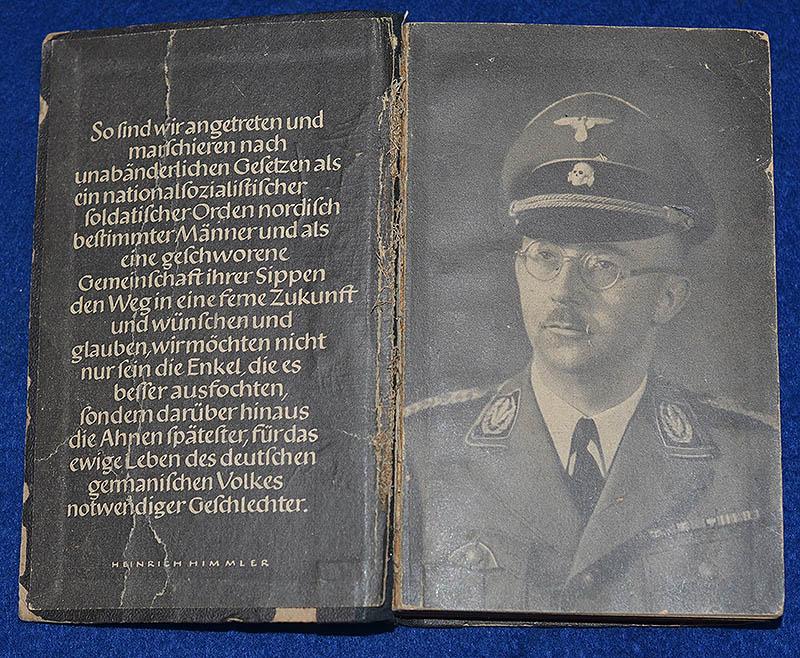 So sind wir angetreten und
marschieren nach
unabänderlichen Gesetzen als
ein nationalsozialistischer
soldatischer Orden nordisch
bestimmter Männer und als
eine geschworene
Gemeinschaft ihrer Sippen
den Weg in eine ferne Zukunft
und wünschen und
glauben, wir möchten nicht
nur sein die Enkel, die es
besser ausfochten,
sondern darüber hinaus
die Ahnen spätester, für das
ewige Leben des deutschen
germanischen Volkes
notwendiger Geschlechter.
HEINRICH HIMMLER